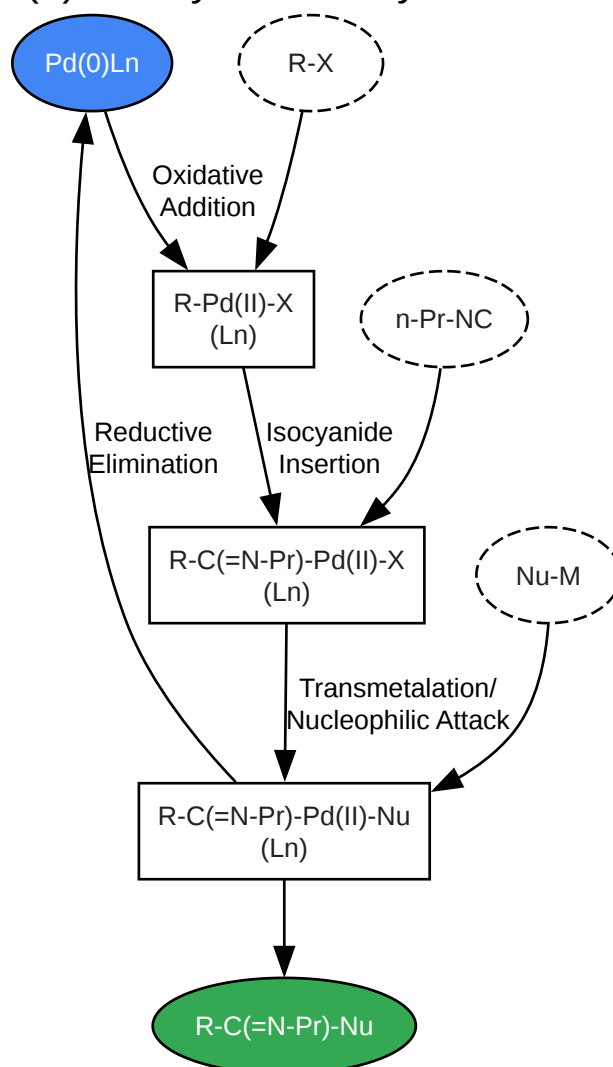 Pd(0)Ln
R-X
Oxidative
Addition
R-Pd(II)-X
(Ln)
n-Pr-NC
Reductive
Elimination
Isocyanide
Insertion
R-C(=N-Pr)-Pd(II)-X
(Ln)
Nu-M
Transmetalation/
Nucleophilic Attack
R-C(=N-Pr)-Pd(II)-Nu
(Ln)
R-C(=N-Pr)-Nu